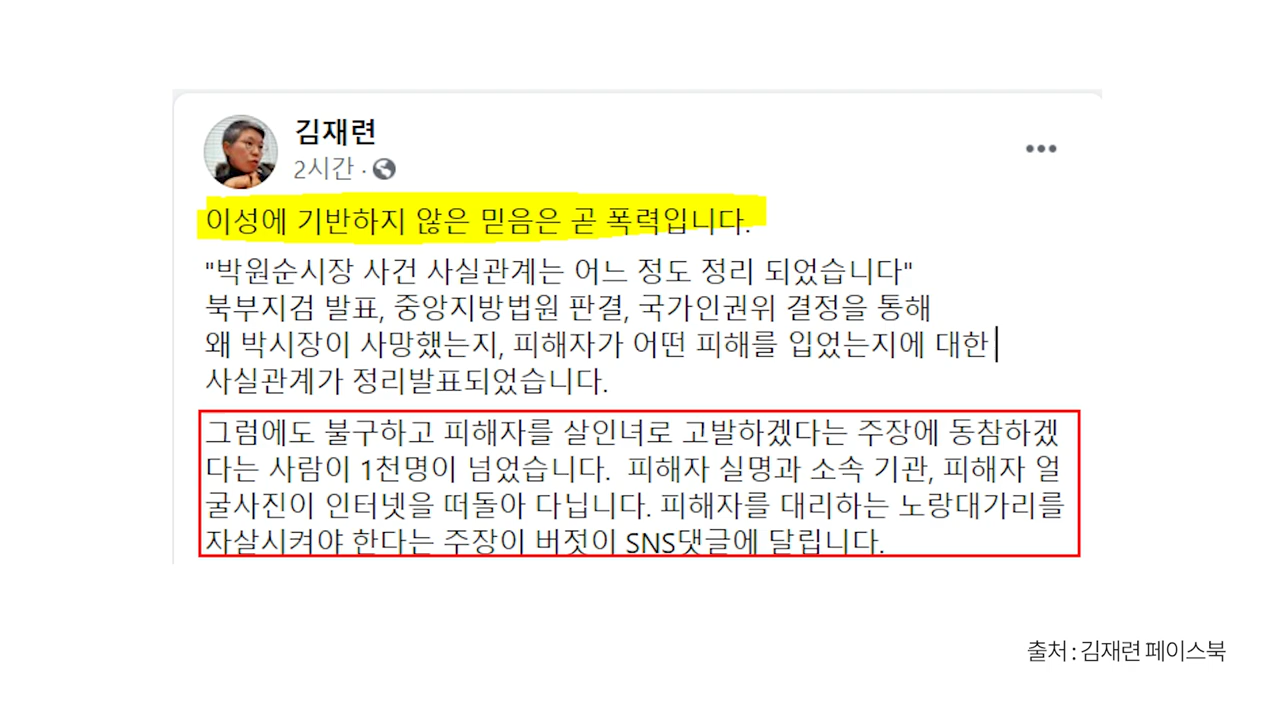 김재련
2시간 ·
이성에 기반하지 않은 믿음은 곧 폭력입니다.
"박원순시장 사건 사실관계는 어느 정도 정리 되었습니다"
북부지검 발표, 중앙지방법원 판결, 국가인권위 결정을 통해
왜 박시장이 사망했는지, 피해자가 어떤 피해를 입었는지에 대한
사실관계가 정리발표되었습니다.
그럼에도 불구하고 피해자를 살인녀로 고발하겠다는 주장에 동참하겠
다는 사람이 1천명이 넘었습니다. 피해자 실명과 소속 기관, 피해자 얼
굴사진이 인터넷을 떠돌아 다닙니다. 피해자를 대리하는 노랑대가리를
자살시켜야 한다는 주장이 버젓이 SNS댓글에 달립니다.
출처 : 김재련 페이스북